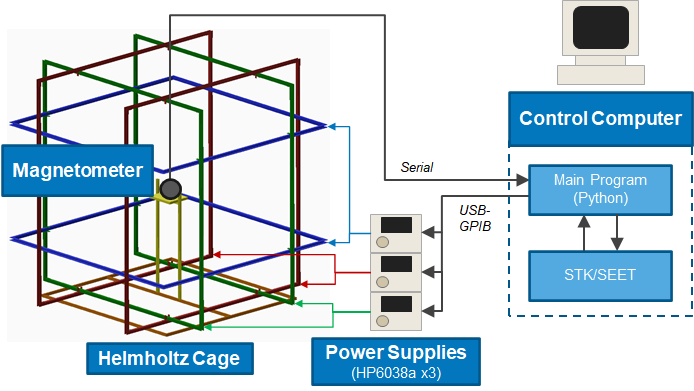 Control Computer
Magnetometer
Serial
Main Program
(Python)
USB-
GPIB
STK/SEET
Helmholtz Cage
Power Supplies
(HP6038a x3)